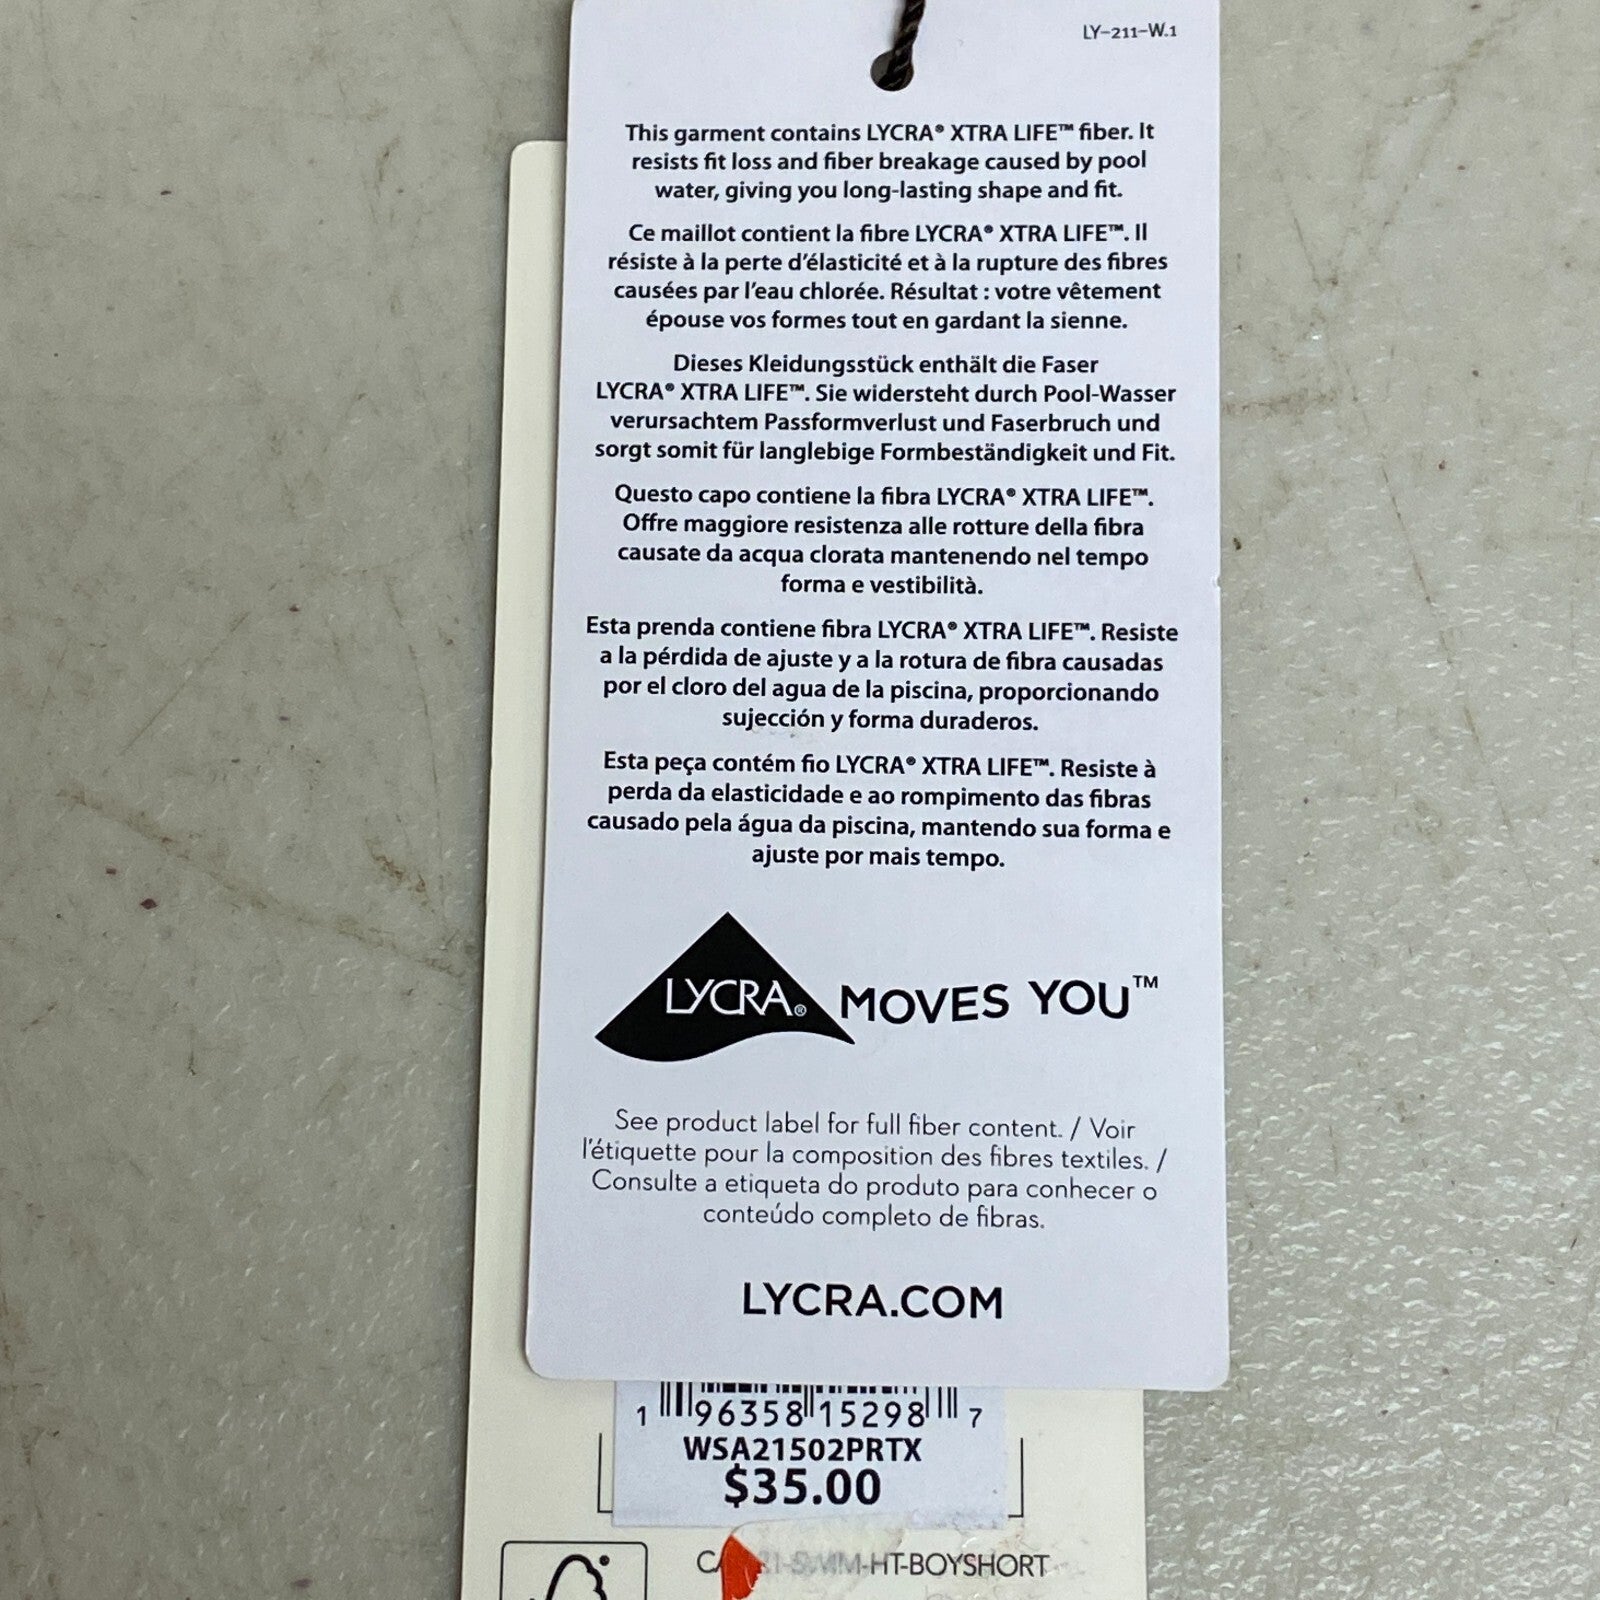 LY-211-W.1
This garment contains LYCRA® XTRA LIFE™ fiber. It
resists fit loss and fiber breakage caused by pool
water, giving you long-lasting shape and fit.
Ce maillot contient la fibre LYCRA® XTRA LIFE™. Il
résiste à la perte d'élasticité et à la rupture des fibres
causées par l'eau chlorée. Résultat : votre vêtement
épouse vos formes tout en gardant la sienne.
Dieses Kleidungsstück enthält die Faser
LYCRA® XTRA LIFE™. Sie widersteht durch Pool-Wasser
verursachtem Passformverlust und Faserbruch und
sorgt somit für langlebige Formbeständigkeit und Fit.
Questo capo contiene la fibra LYCRA® XTRA LIFE™.
Offre maggiore resistenza alle rotture della fibra
causate da acqua clorata mantenendo nel tempo
forma e vestibilità.
Esta prenda contiene fibra LYCRA® XTRA LIFE™. Resiste
a la pérdida de ajuste y a la rotura de fibra causadas
por el cloro del agua de la piscina, proporcionando
sujección y forma duraderos.
Esta peça contém fio LYCRA® XTRA LIFE™. Resiste à
perda da elasticidade e ao rompimento das fibras
causado pela água da piscina, mantendo sua forma e
ajuste por mais tempo.
LYCRA® MOVES YOU™
See product label for full fiber content. / Voir
l'étiquette pour la composition des fibres textiles. /
Consulte a etiqueta do produto para conhecer o
conteúdo completo de fibras.
LYCRA.COM
1 96358 15298 7
WSA21502PRTX
$35.00
HT-BOYSHORT